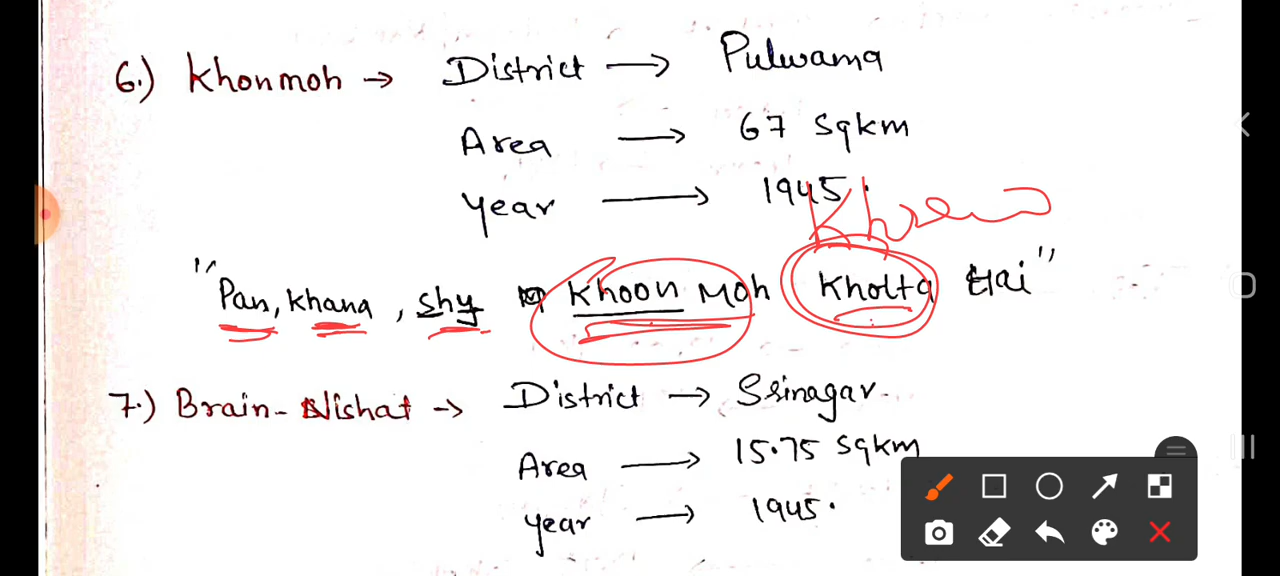 6.) Khonmoh → District → Pulwama
Area → 67 Sqkm
Year → 1945.
Khrew
"Pan, Khana, shy Khoon Moh Kholta Hai"
7.) Brain-Nishat → District → Srinagar.
Area → 15.75 Sqkm
Year → 1945.